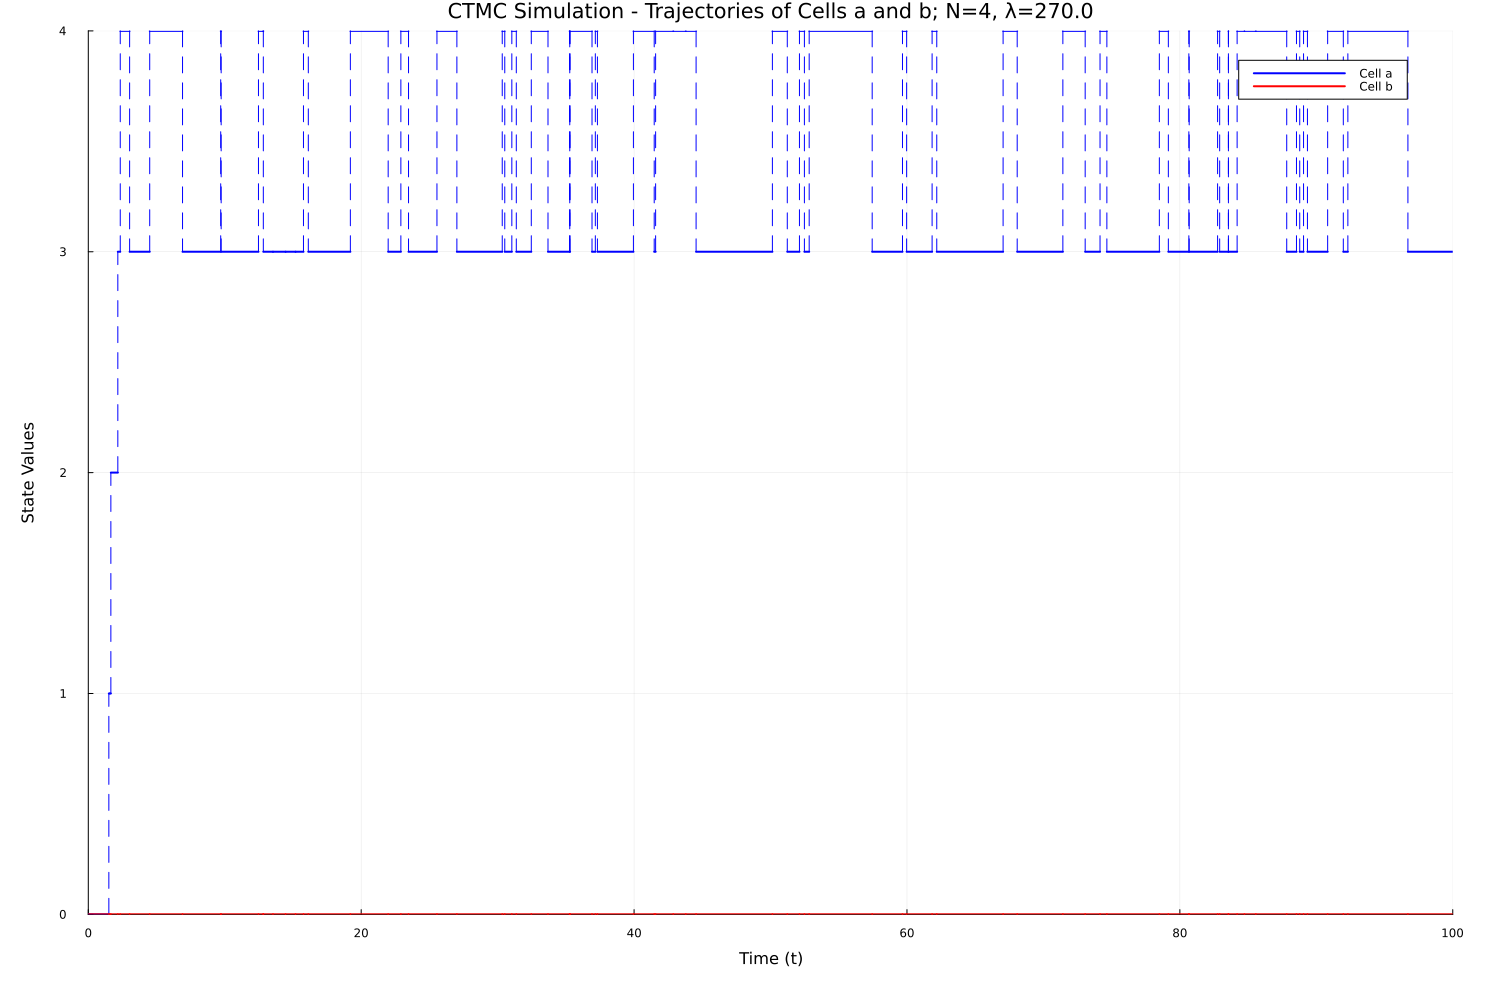 CTMC Simulation - Trajectories of Cells a and b; N=4, λ=270.0
4
Cell a
Cell b
3
State Values
2
1
0
0 20 40 60 80 100
Time (t)